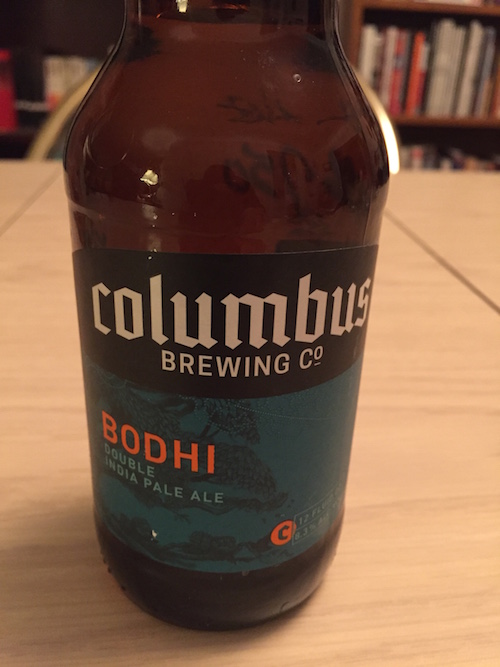 columbus
BREWING Cº
BODHI
DOUBLE
INDIA PALE ALE
C